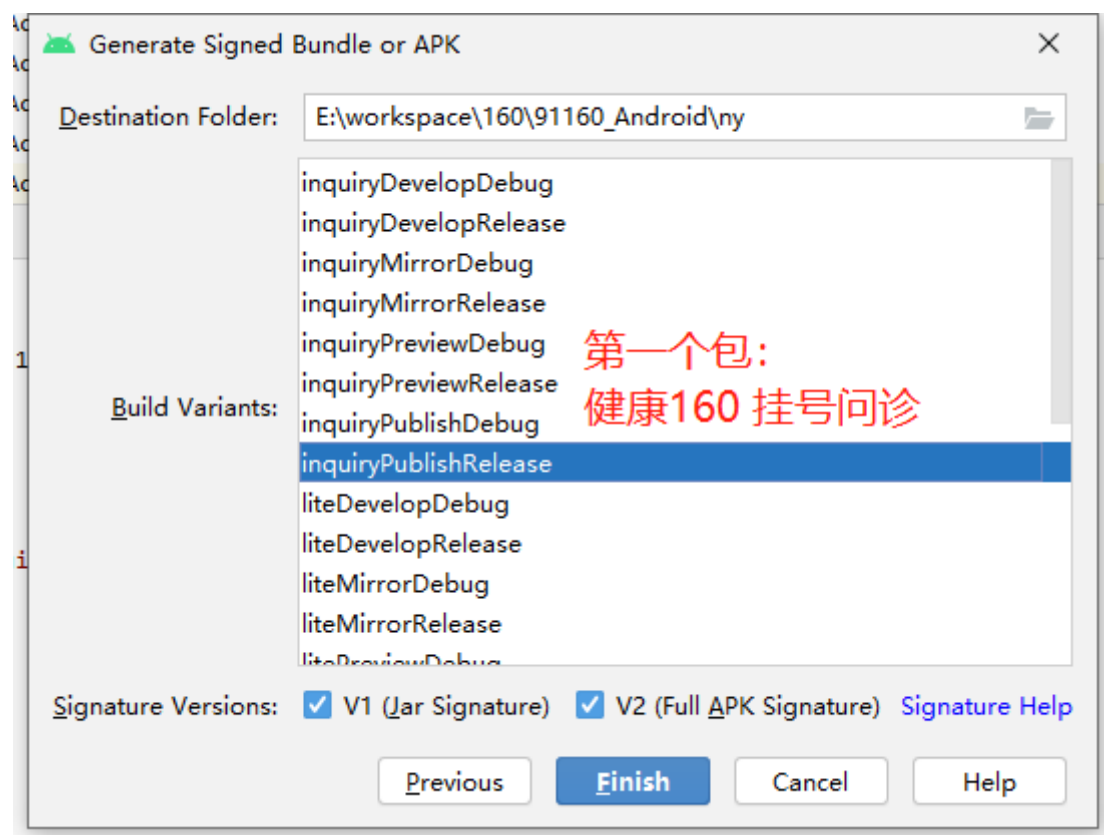 Generate Signed Bundle or APK
Destination Folder: E:\workspace\160\91160_Android\ny
inquiryDevelopDebug
inquiryDevelopRelease
inquiryMirrorDebug
inquiryMirrorRelease
inquiryPreviewDebug
第一个包：
inquiryPreviewRelease
健康160 挂号问诊
Build Variants:
inquiryPublishDebug
inquiryPublishRelease
liteDevelopDebug
liteDevelopRelease
liteMirrorDebug
liteMirrorRelease
litePreviewDebug
Signature Versions: V1 (Jar Signature) V2 (Full APK Signature) Signature Help
Previous Finish Cancel Help